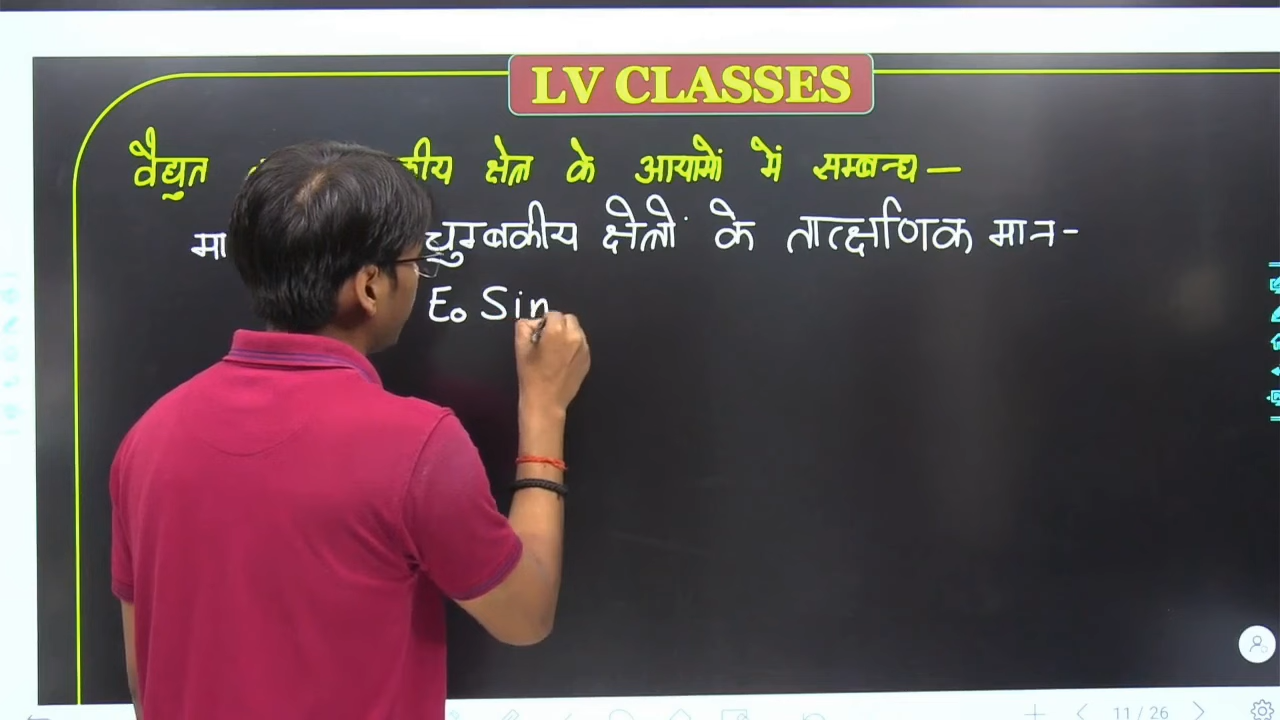 LV CLASSES
वैद्युत क्षेत्र के आयामों में सम्बन्ध -
चुम्बकीय क्षेत्रों के तात्क्षणिक मान -
E₀ Sin
11 / 26